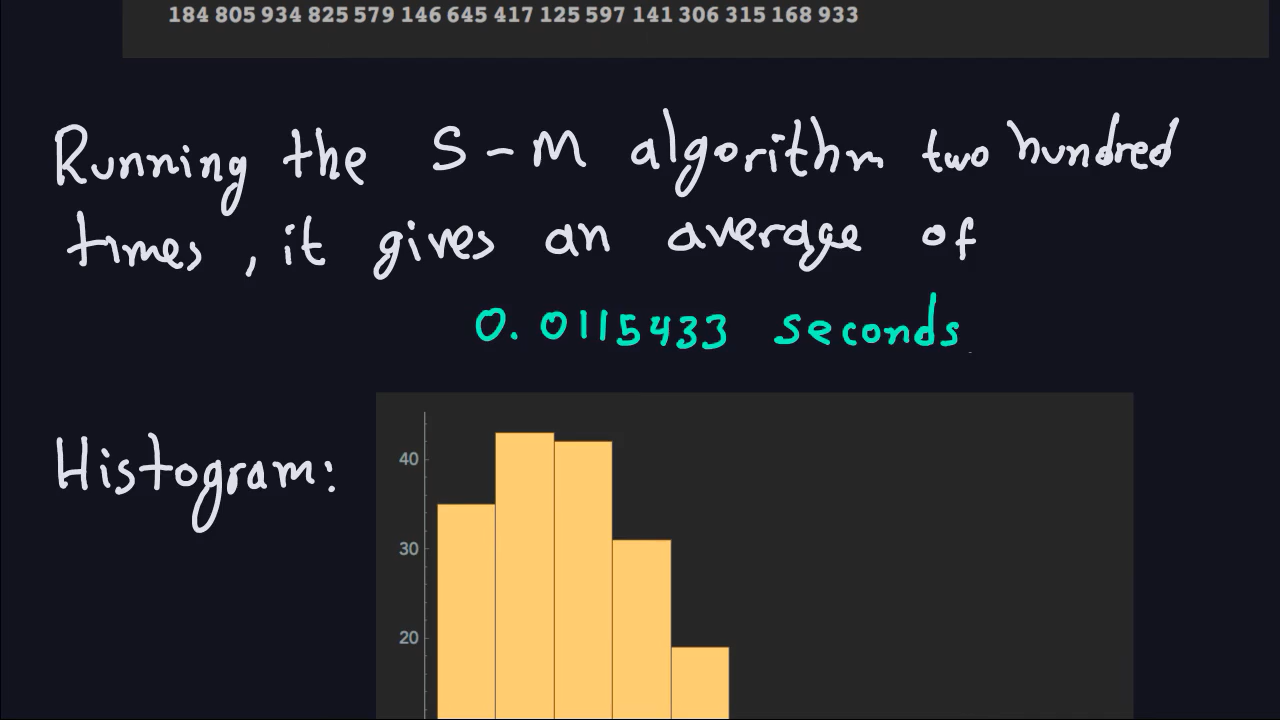 184 805 934 825 579 146 645 417 125 597 141 306 315 168 933
Running the S-M algorithm two hundred
times, it gives an average of
0.0115433 seconds
Histogram:
40
30
20